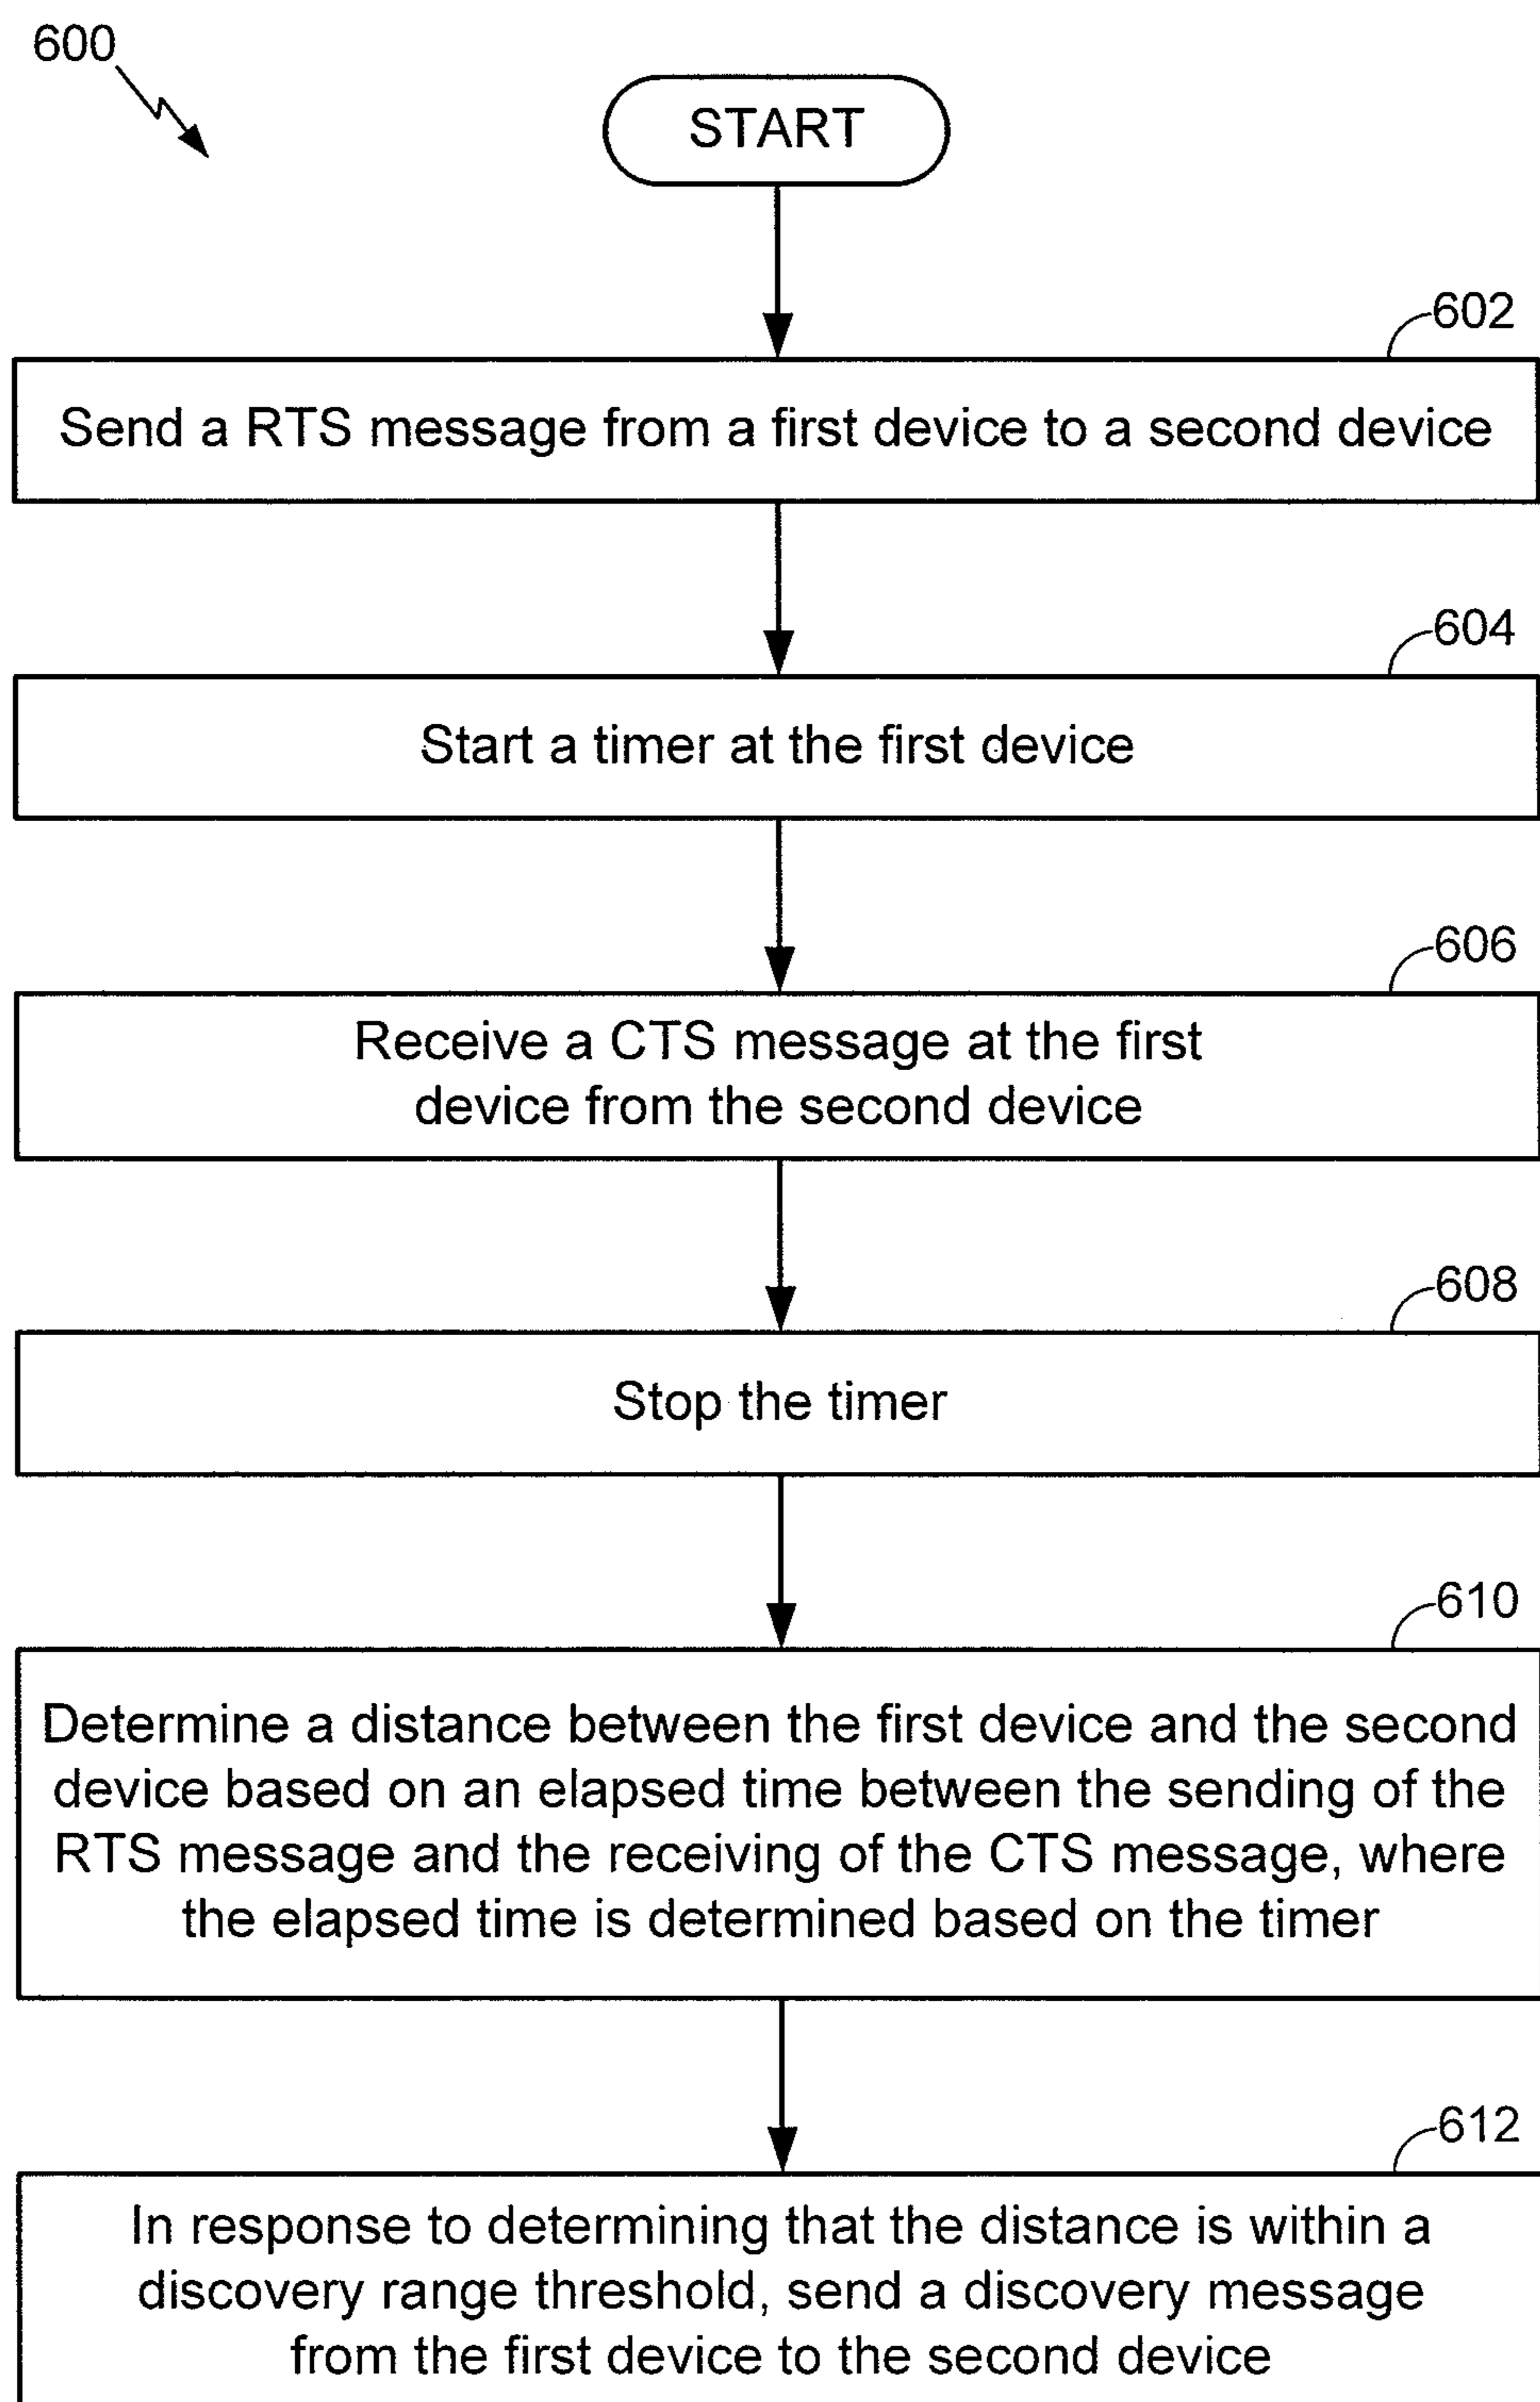 600
START
602
Send a RTS message from a first device to a second device
604
Start a timer at the first device
606
Receive a CTS message at the first
device from the second device
608
Stop the timer
610
Determine a distance between the first device and the second
device based on an elapsed time between the sending of the
RTS message and the receiving of the CTS message, where
the elapsed time is determined based on the timer
612
In response to determining that the distance is within a
discovery range threshold, send a discovery message
from the first device to the second device